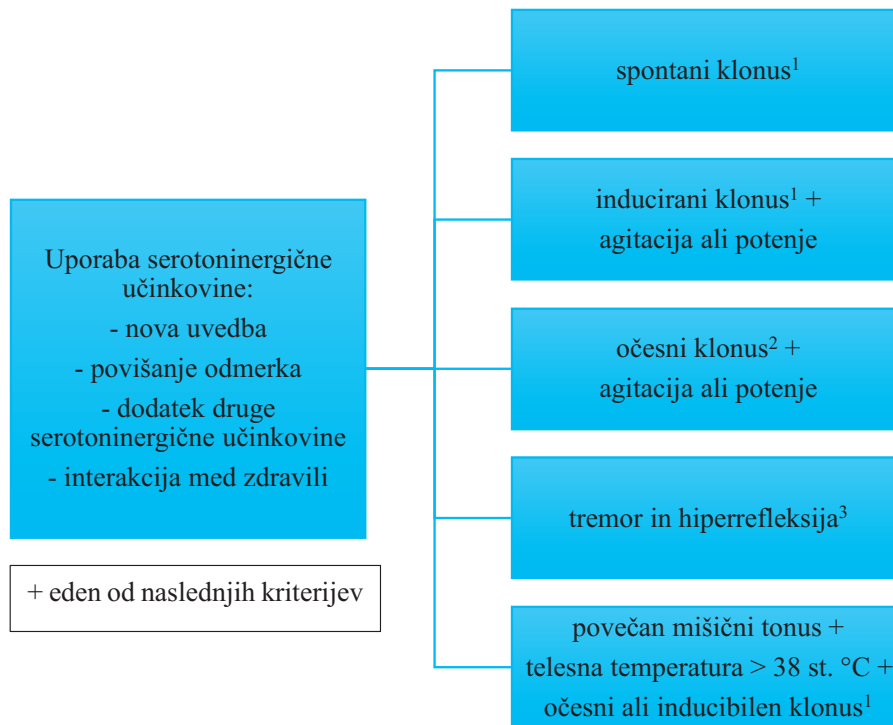 Uporaba serotoninergične
učinkovine:
- nova uvedba
- povišanje odmerka
- dodatek druge
serotoninergične učinkovine
- interakcija med zdravili
+ eden od naslednjih kriterijev
spontani klonus¹
inducirani klonus¹ +
agitacija ali potenje
očesni klonus² +
agitacija ali potenje
tremor in hiperrefleksija³
povečan mišični tonus +
telesna temperatura > 38 st. °C +
očesni ali inducibilen klonus¹